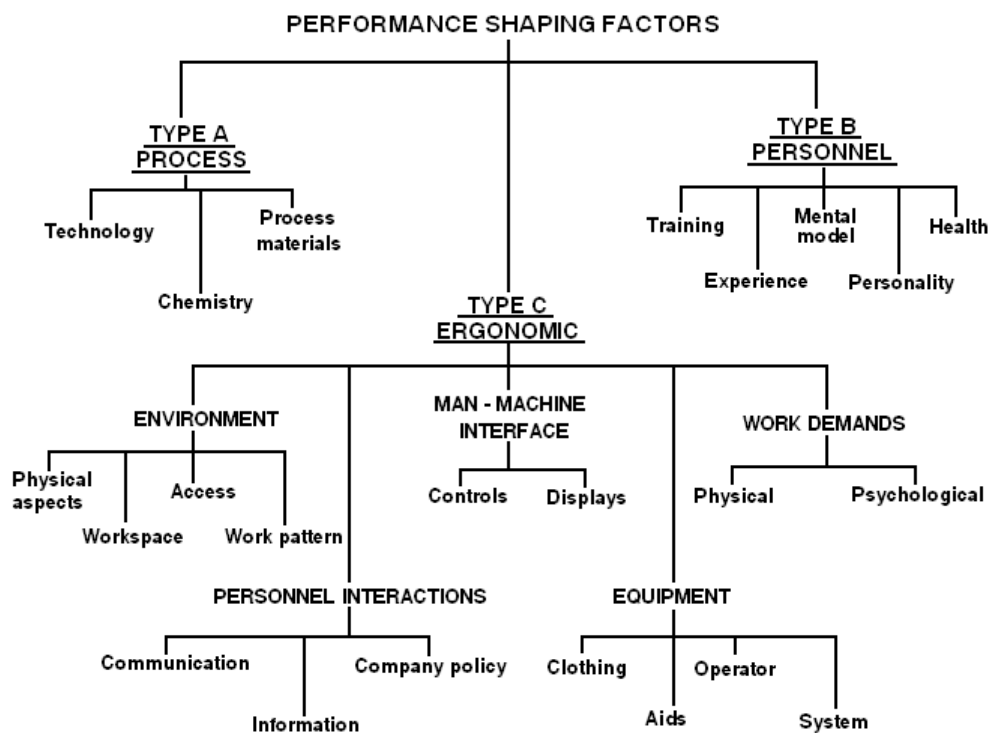 PERFORMANCE SHAPING FACTORS
TYPE A
PROCESS
TYPE B
PERSONNEL
Technology
Process
materials
Chemistry
Training
Mental
model
Health
Experience
Personality
TYPE C
ERGONOMIC
ENVIRONMENT
MAN - MACHINE
INTERFACE
WORK DEMANDS
Physical
aspects
Access
Workspace
Work pattern
Controls
Displays
Physical
Psychological
PERSONNEL INTERACTIONS
EQUIPMENT
Communication
Company policy
Information
Clothing
Operator
Aids
System